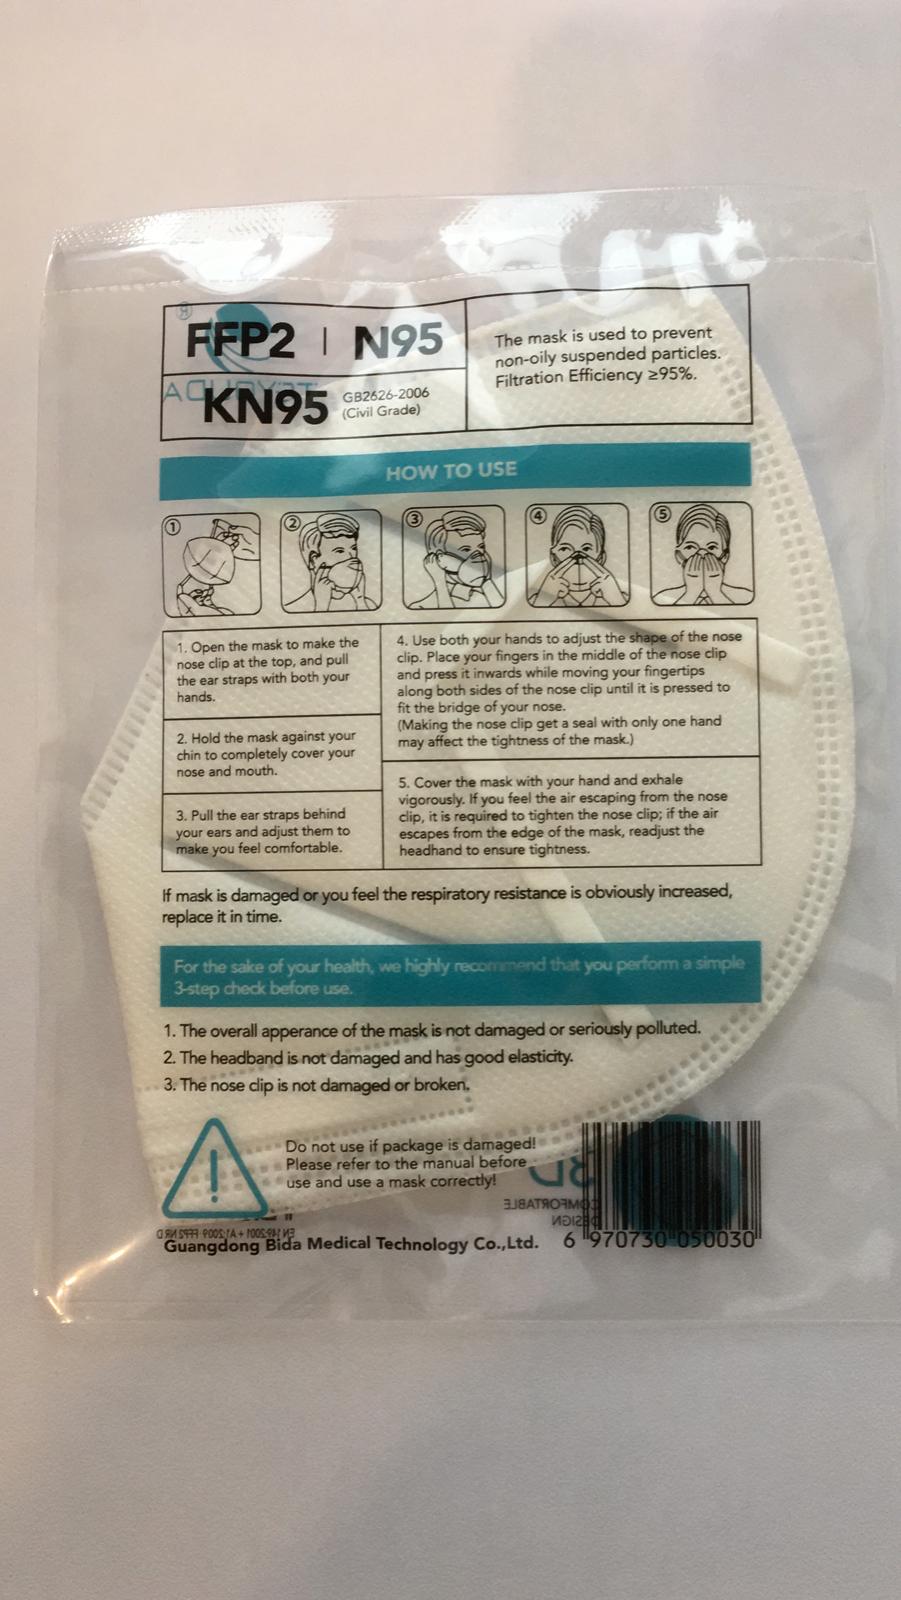 FFP2 | N95
KN95 GB2626-2006
(Civil Grade)
The mask is used to prevent
non-oily suspended particles.
Filtration Efficiency ≥95%.
HOW TO USE
1 2 3 4 5
1. Open the mask to make the
nose clip at the top, and pull
the ear straps with both your
hands.
2. Hold the mask against your
chin to completely cover your
nose and mouth.
3. Pull the ear straps behind
your ears and adjust them to
make you feel comfortable.
4. Use both your hands to adjust the shape of the nose
clip. Place your fingers in the middle of the nose clip
and press it inwards while moving your fingertips
along both sides of the nose clip until it is pressed to
fit the bridge of your nose.
(Making the nose clip get a seal with only one hand
may affect the tightness of the mask.)
5. Cover the mask with your hand and exhale
vigorously. If you feel the air escaping from the nose
clip, it is required to tighten the nose clip; if the air
escapes from the edge of the mask, readjust the
headhand to ensure tightness.
If mask is damaged or you feel the respiratory resistance is obviously increased,
replace it in time.
For the sake of your health, we highly recommend that you perform a simple
3-step check before use.
1. The overall apperance of the mask is not damaged or seriously polluted.
2. The headband is not damaged and has good elasticity.
3. The nose clip is not damaged or broken.
Do not use if package is damaged!
Please refer to the manual before
use and use a mask correctly!
3D
COMFORTABLE
DESIGN
EN 149:2001+A1:2009 FFP2 NR D
Guangdong Bida Medical Technology Co.,Ltd.
6 970730 050030